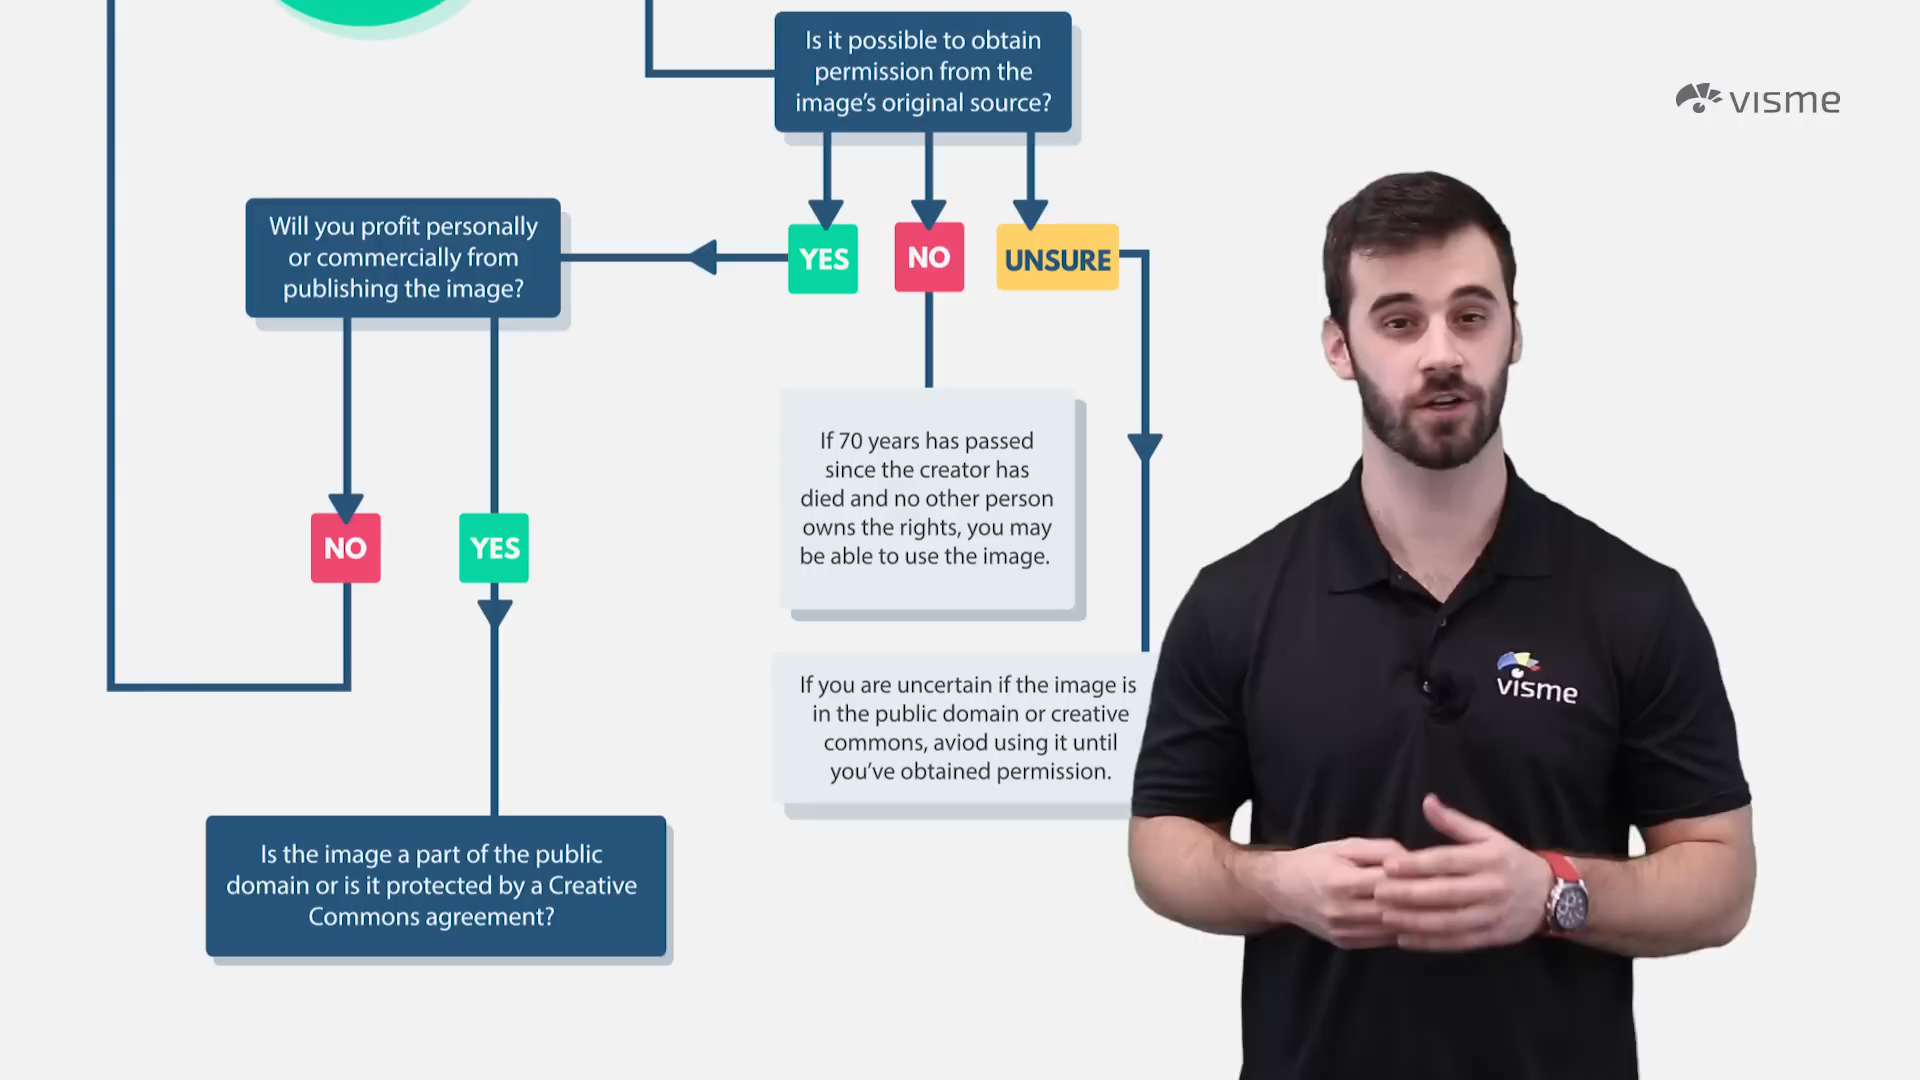 Is it possible to obtain
permission from the
image's original source?
visme
Will you profit personally
or commercially from
publishing the image?
YES
NO
UNSURE
If 70 years has passed
since the creator has
died and no other person
owns the rights, you may
be able to use the image.
NO
YES
If you are uncertain if the image is
in the public domain or creative
commons, aviod using it until
you've obtained permission.
visme
Is the image a part of the public
domain or is it protected by a Creative
Commons agreement?